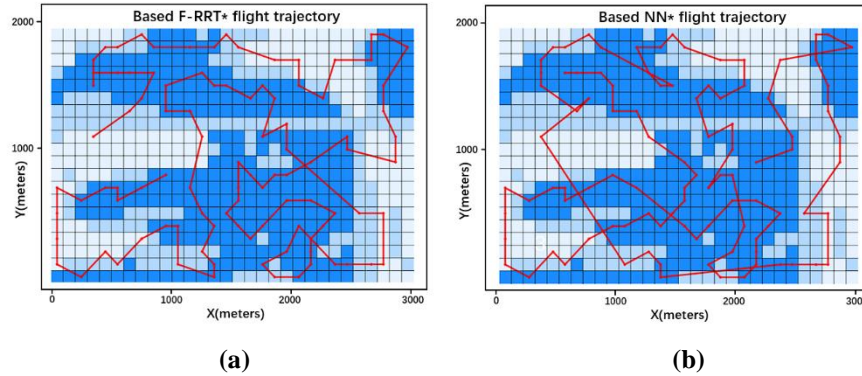 Based F-RRT* flight trajectory
2000
1000
Y(meters)
0
1000
2000
3000
X(meters)
(a)
Based NN* flight trajectory
2000
1000
Y(meters)
0
1000
2000
300
X(meters)
(b)